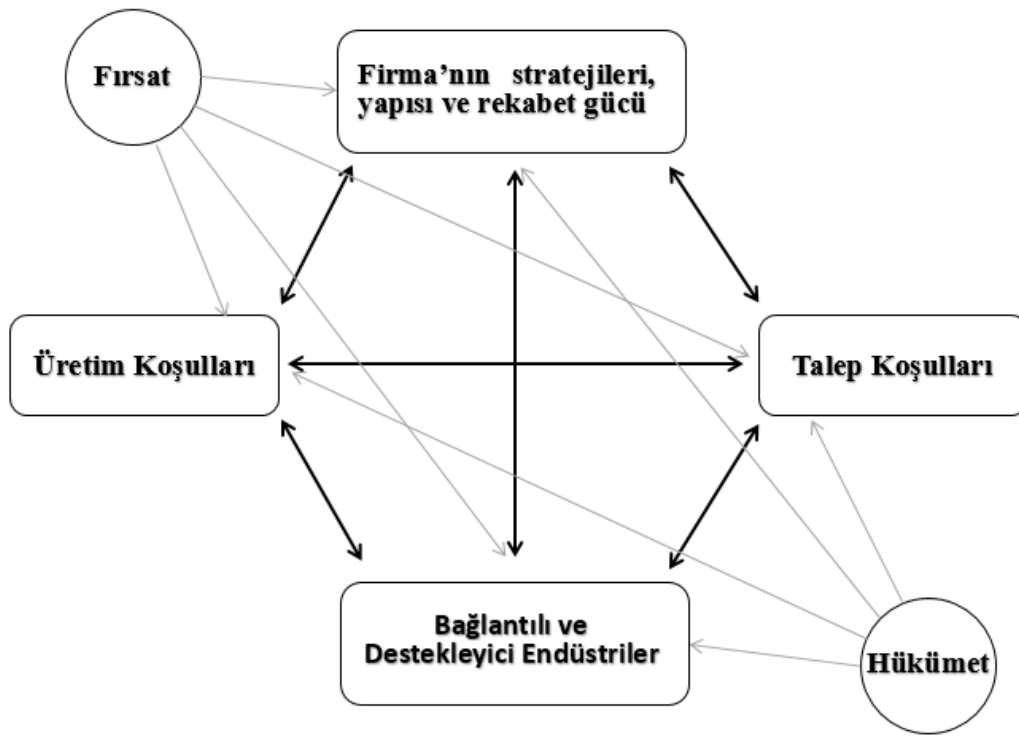 Fırsat
Firma’nın stratejileri,
yapısı ve rekabet gücü
Üretim Koşulları
Talep Koşulları
Bağlantılı ve
Destekleyici Endüstriler
Hükümet